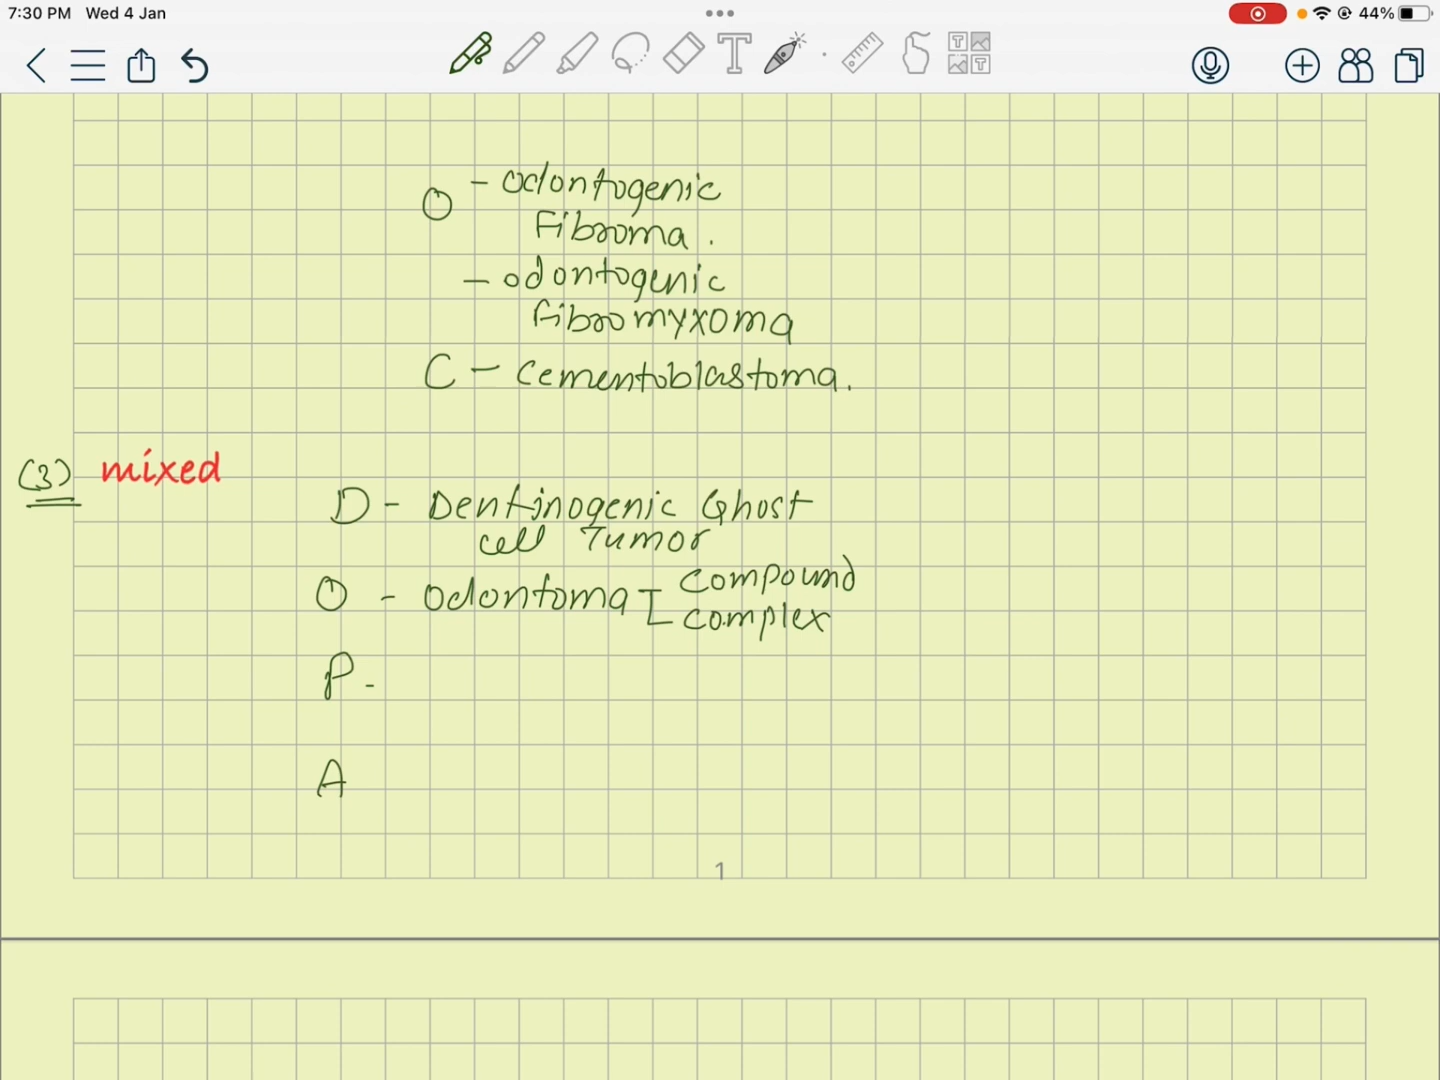 7:30 PM Wed 4 Jan
44%
T
O - odontogenic
Fibroma .
- odontogenic
fibromyxoma
C - cementoblastoma.
(3) mixed
D - Dentinogenic Ghost
cell Tumor
O - Odontoma [ compound
complex
P -
A
1